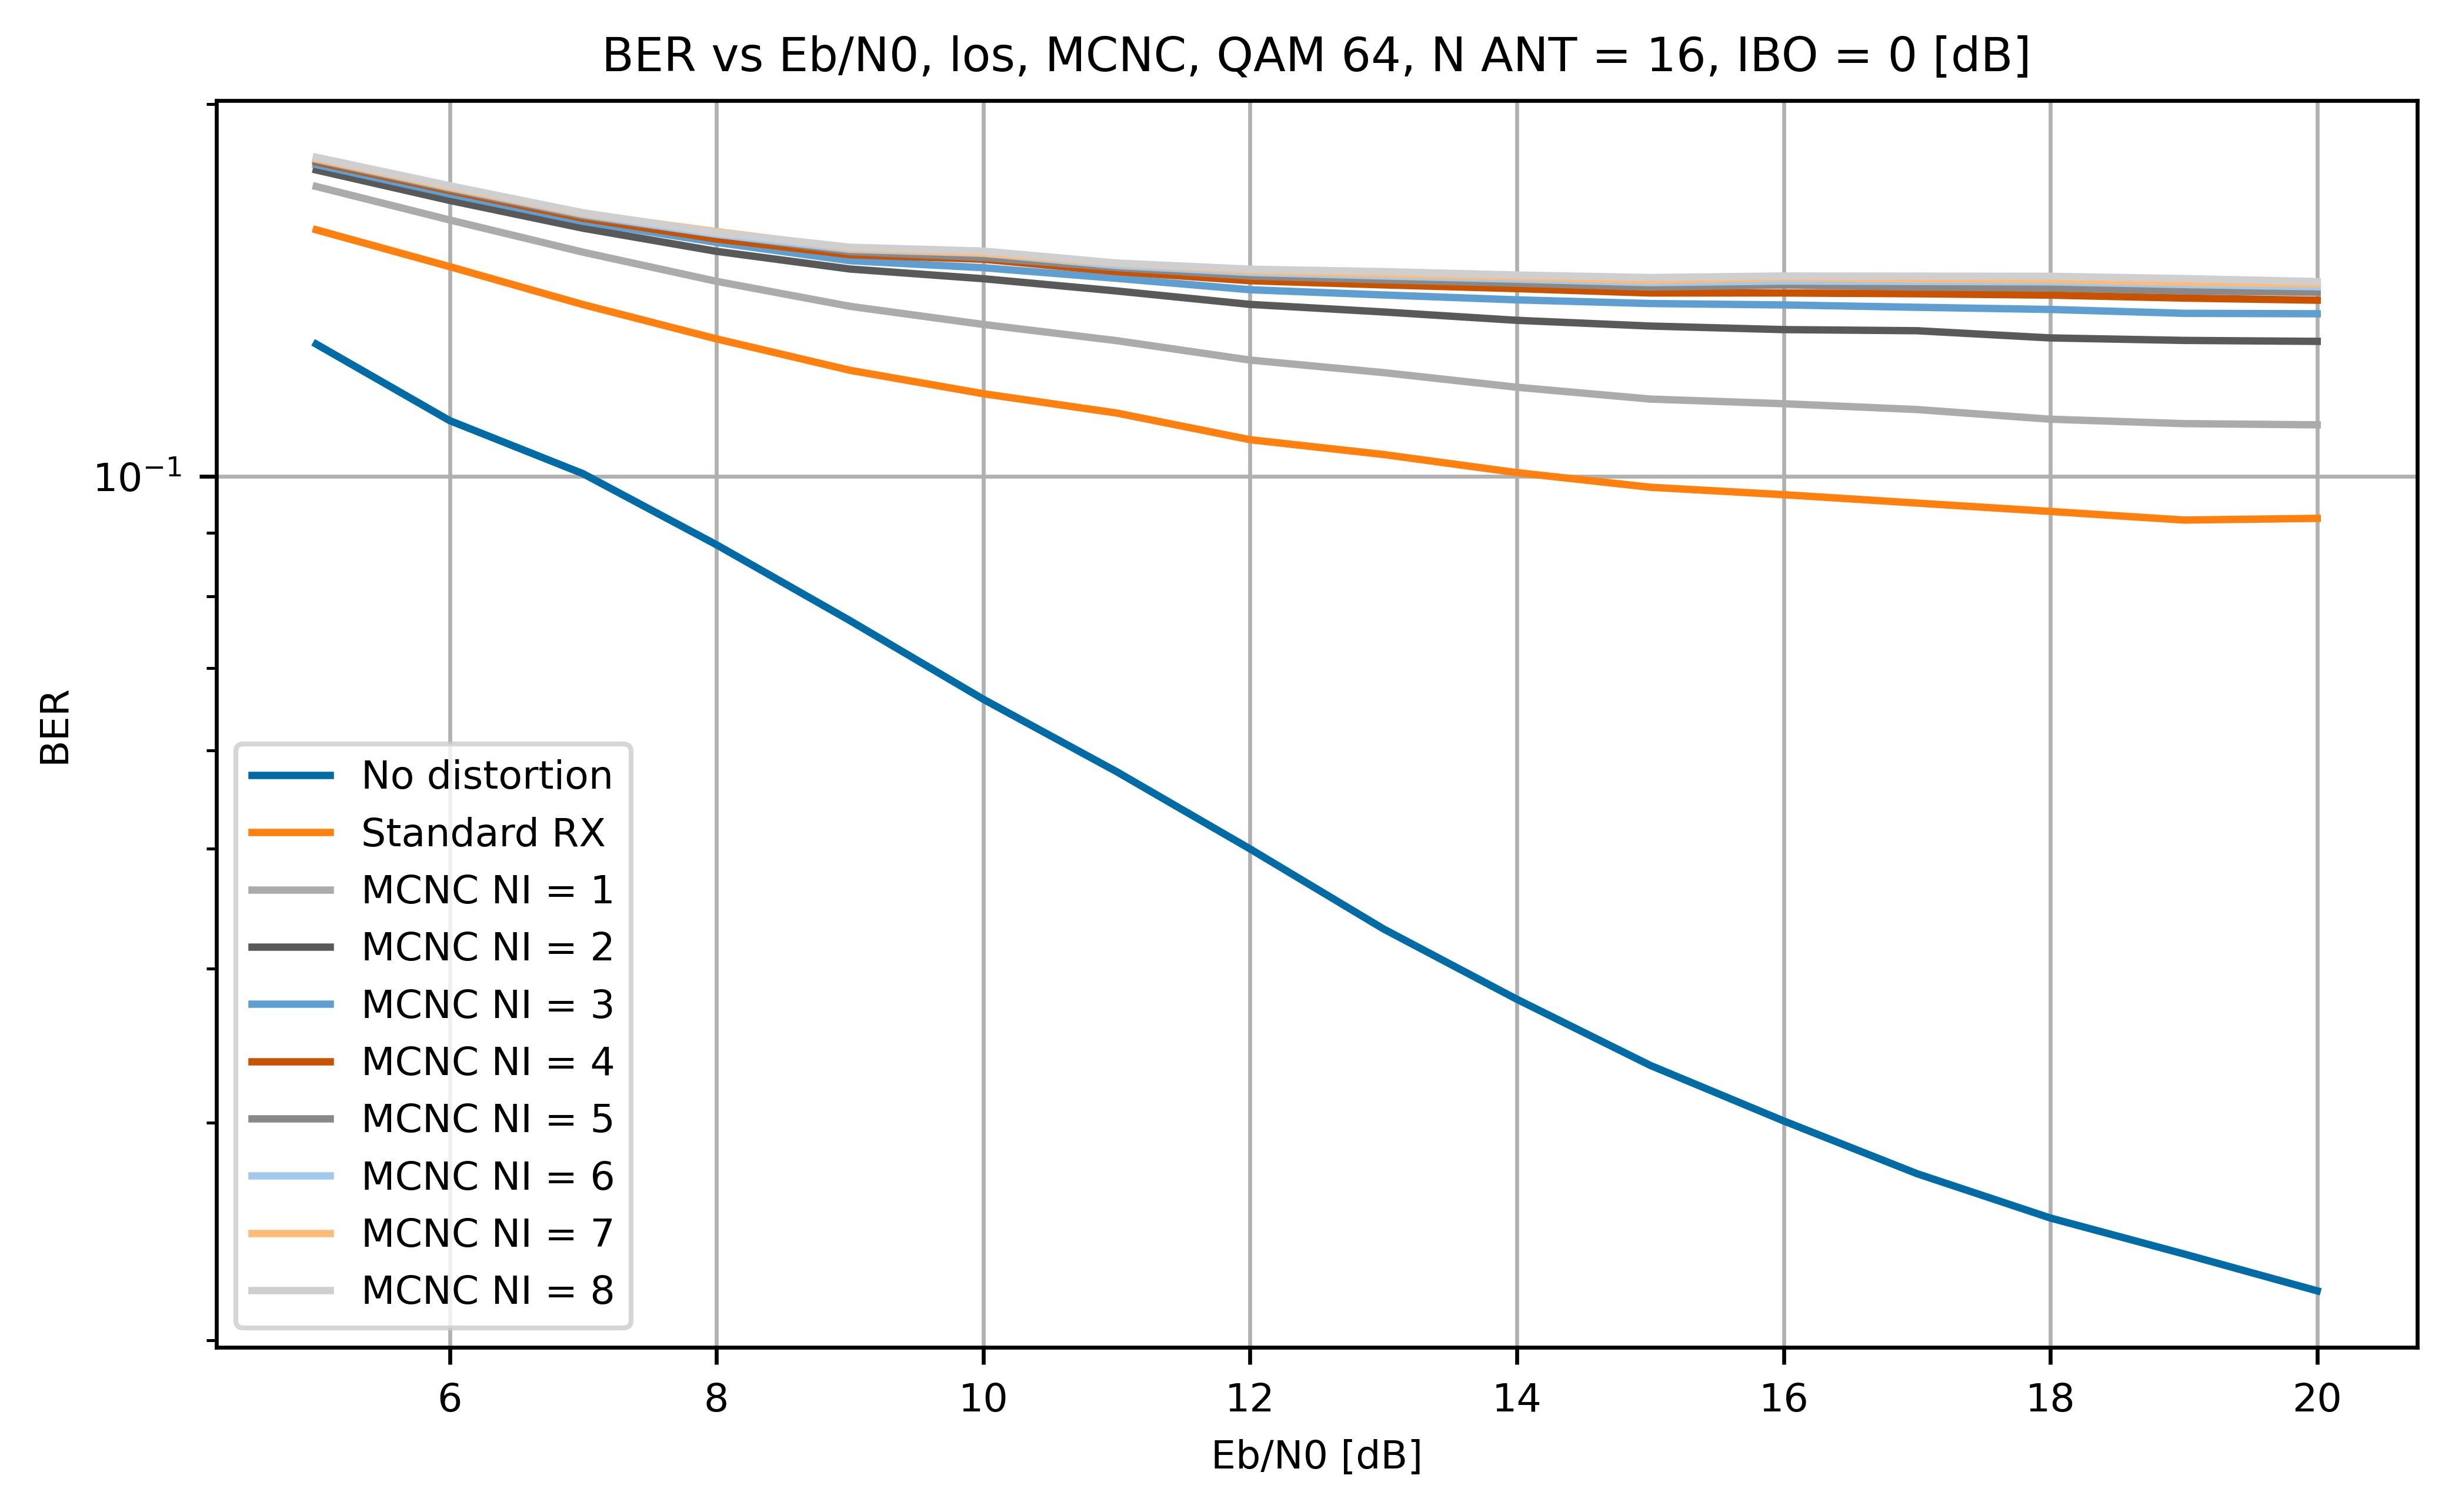 BER vs Eb/N0, los, MCNC, QAM 64, N ANT = 16, IBO = 0 [dB]
10⁻¹
BER
No distortion
Standard RX
MCNC NI = 1
MCNC NI = 2
MCNC NI = 3
MCNC NI = 4
MCNC NI = 5
MCNC NI = 6
MCNC NI = 7
MCNC NI = 8
6 8 10 12 14 16 18 20
Eb/N0 [dB]